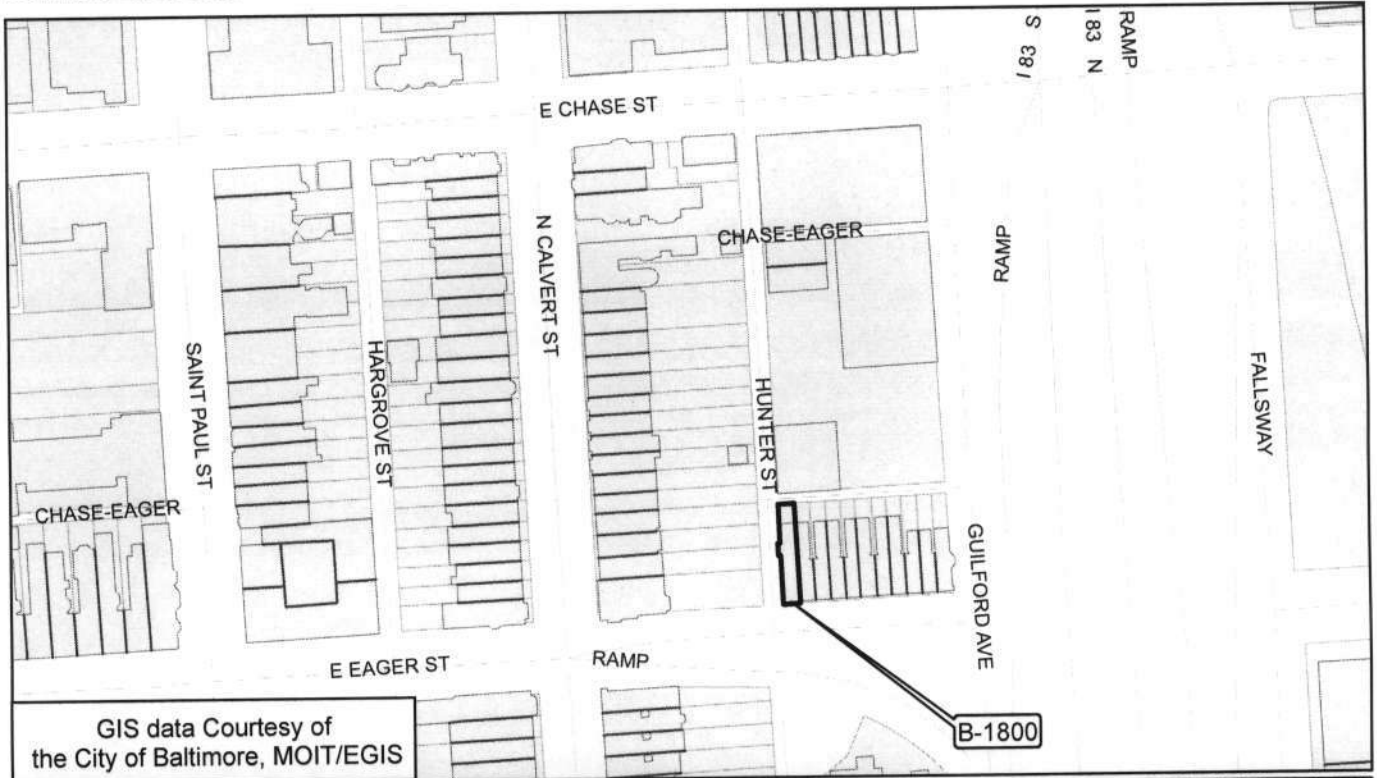 I 83 S
I 83 N
RAMP
E CHASE ST
CHASE-EAGER
RAMP
N CALVERT ST
SAINT PAUL ST
HARGROVE ST
HUNTER ST
FALLSWAY
CHASE-EAGER
GUILFORD AVE
E EAGER ST
RAMP
B-1800
GIS data Courtesy of
the City of Baltimore, MOIT/EGIS